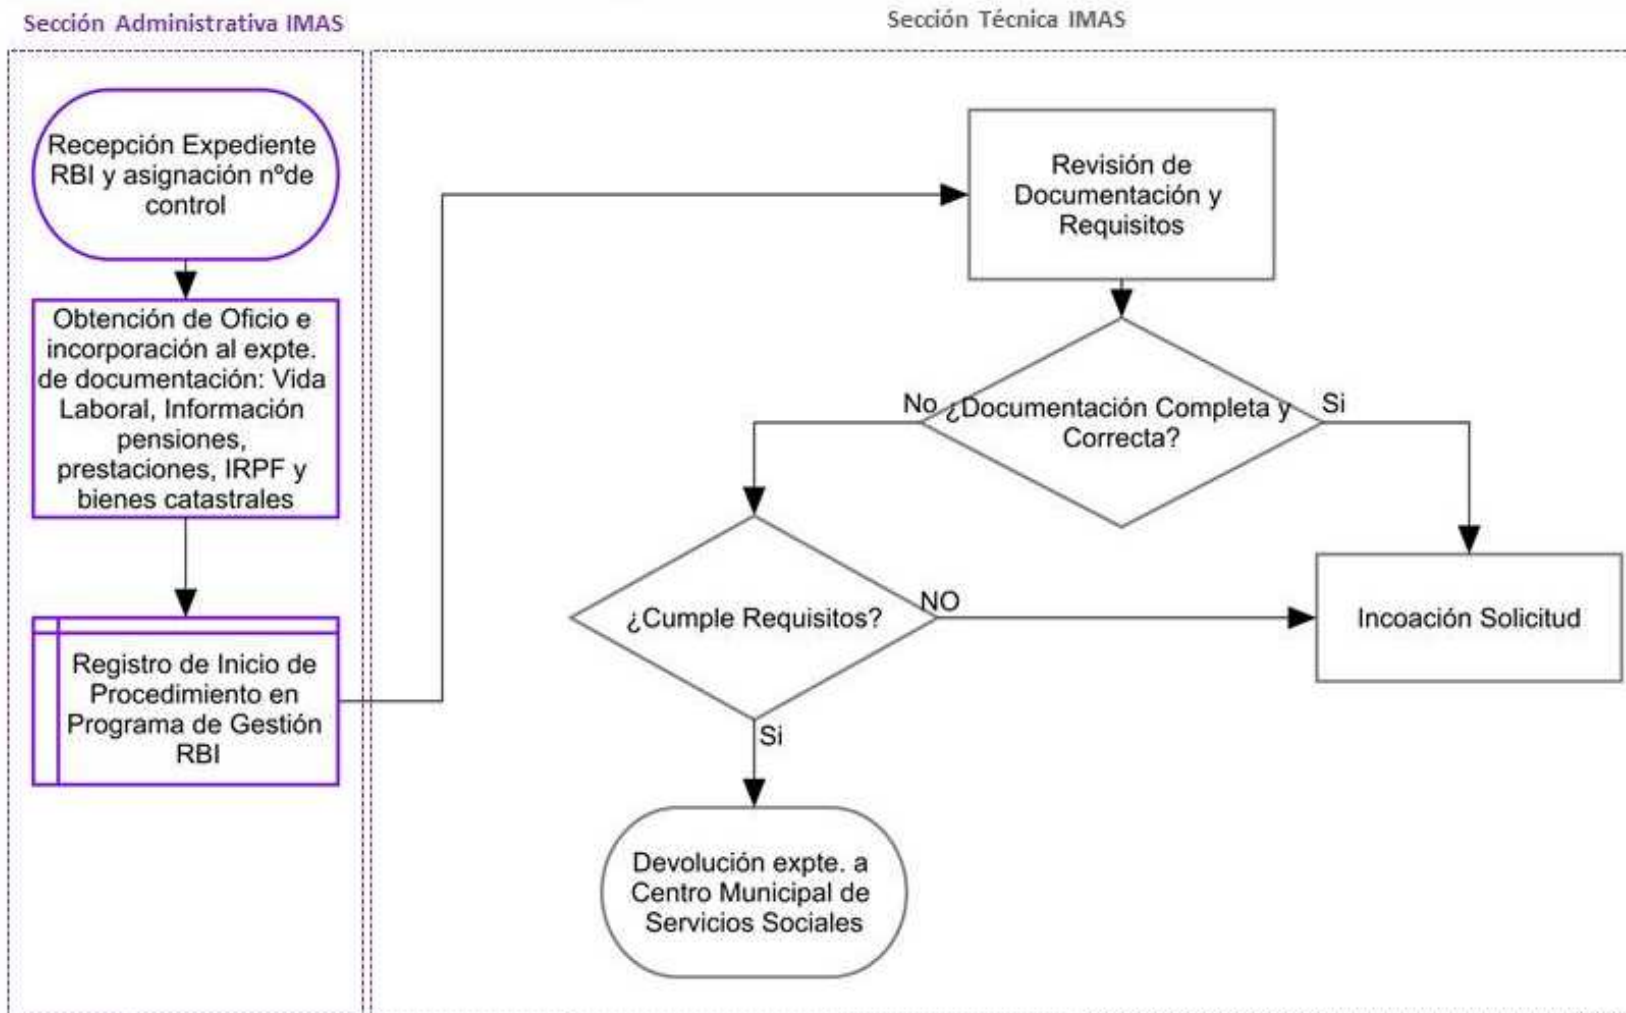 Sección Administrativa IMAS
Sección Técnica IMAS
Recepción Expediente
RBI y asignación nºde
control
Obtención de Oficio e
incorporación al expte.
de documentación: Vida
Laboral, Información
pensiones,
prestaciones, IRPF y
bienes catastrales
Registro de Inicio de
Procedimiento en
Programa de Gestión
RBI
Revisión de
Documentación y
Requisitos
No
¿Documentación Completa y
Correcta?
Si
¿Cumple Requisitos?
NO
Incoación Solicitud
Si
Devolución expte. a
Centro Municipal de
Servicios Sociales